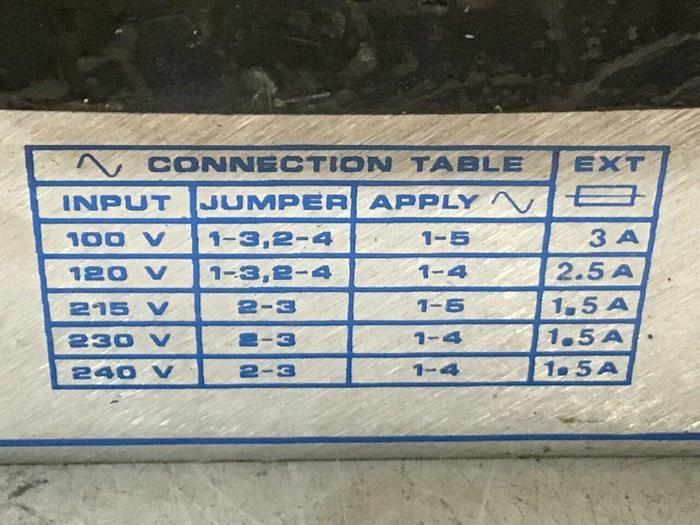 CONNECTION TABLE EXT
INPUT JUMPER APPLY
100 V 1-3,2-4 1-5 3 A
120 V 1-3,2-4 1-4 2.5 A
215 V 2-3 1-5 1.5 A
230 V 2-3 1-4 1.5 A
240 V 2-3 1-4 1.5 A